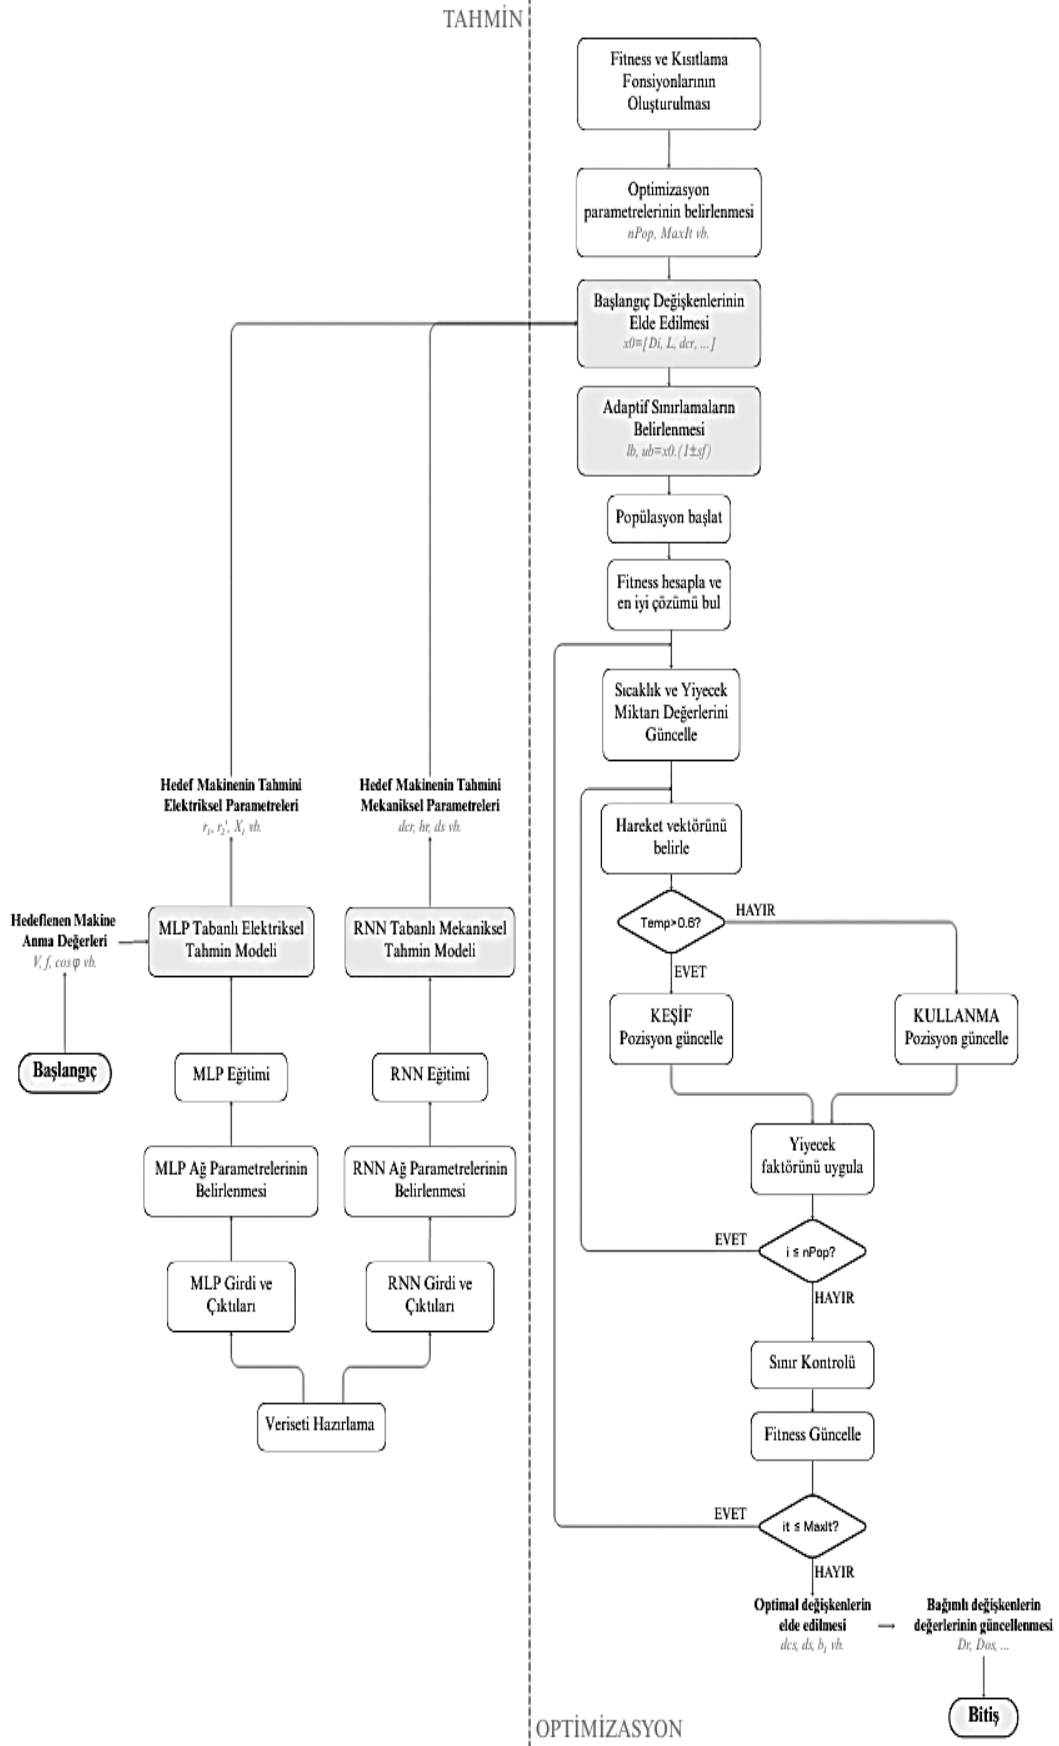 TAHMİN
Fitness ve Kısıtlama
Fonsiyonlarının
Oluşturulması
Optimizasyon
parametrelerinin belirlenmesi
nPop, MaxIt vb.
Başlangıç Değişkenlerinin
Elde Edilmesi
x0=[Di, L, dcr, ...]
Adaptif Sınırlamaların
Belirlenmesi
lb, ub=x0.(1±sf)
Popülasyon başlat
Fitness hesapla ve
en iyi çözümü bul
Sıcaklık ve Yiyecek
Miktarı Değerlerini
Güncelle
Hareket vektörünü
belirle
Temp>0.6?
HAYIR
EVET
KEŞİF
Pozisyon güncelle
KULLANMA
Pozisyon güncelle
Yiyecek
faktörünü uygula
EVET
i ≤ nPop?
HAYIR
Sınır Kontrolü
Fitness Güncelle
EVET
it ≤ MaxIt?
HAYIR
Optimal değişkenlerin
elde edilmesi
dcs, ds, b₁ vb.
Bağımlı değişkenlerin
değerlerinin güncellenmesi
Dr, Dos, ...
Bitiş
OPTİMİZASYON
Hedef Makinenin Tahmini
Elektriksel Parametreleri
r₁, r₂', X₁ vb.
Hedef Makinenin Tahmini
Mekaniksel Parametreleri
dcr, hr, ds vb.
Hedeflenen Makine
Anma Değerleri
V, f, cosφ vb.
MLP Tabanlı Elektriksel
Tahmin Modeli
RNN Tabanlı Mekaniksel
Tahmin Modeli
Başlangıç
MLP Eğitimi
RNN Eğitimi
MLP Ağ Parametrelerinin
Belirlenmesi
RNN Ağ Parametrelerinin
Belirlenmesi
MLP Girdi ve
Çıktıları
RNN Girdi ve
Çıktıları
Veriseti Hazırlama